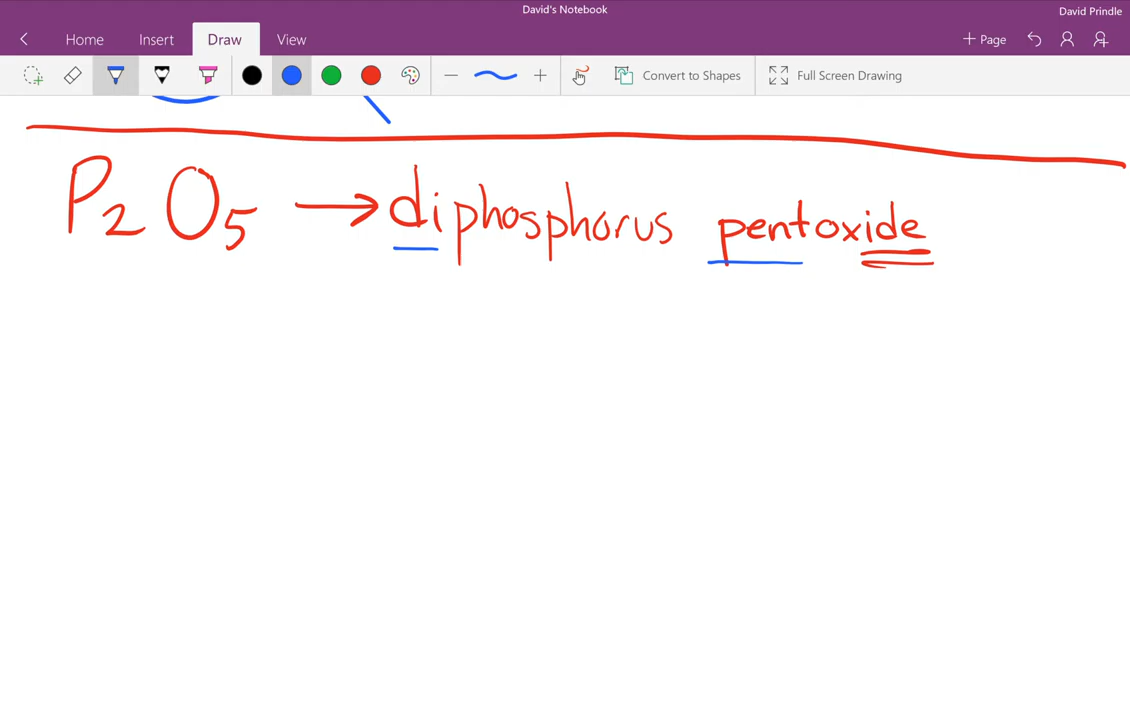 David's Notebook
David Prindle
Home Insert Draw View + Page
Convert to Shapes Full Screen Drawing
P₂O₅ → diphosphorus pentoxide